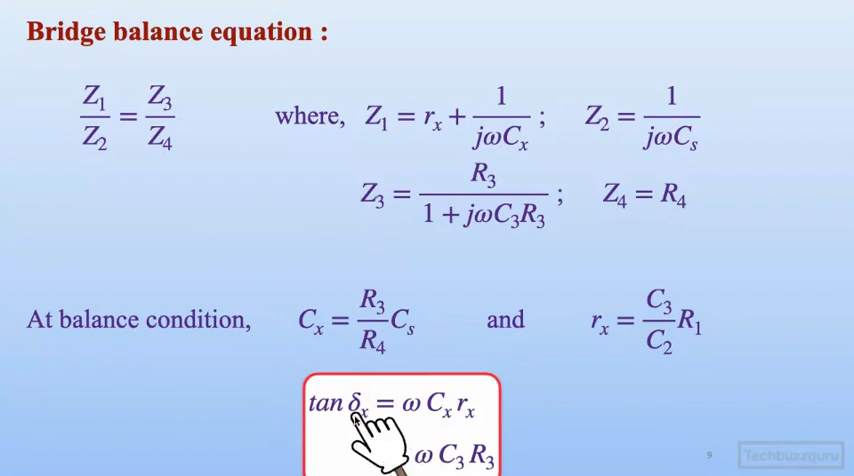 Bridge balance equation :
Z₁/Z₂ = Z₃/Z₄ where, Z₁ = rₓ + 1/(jωCₓ) ; Z₂ = 1/(jωCₛ)
Z₃ = R₃/(1 + jωC₃R₃) ; Z₄ = R₄
At balance condition, Cₓ = (R₃/R₄)Cₛ and rₓ = (C₃/C₂)R₁
tan δₓ = ω Cₓ rₓ
ω C₃ R₃
9
Techbuzzguru